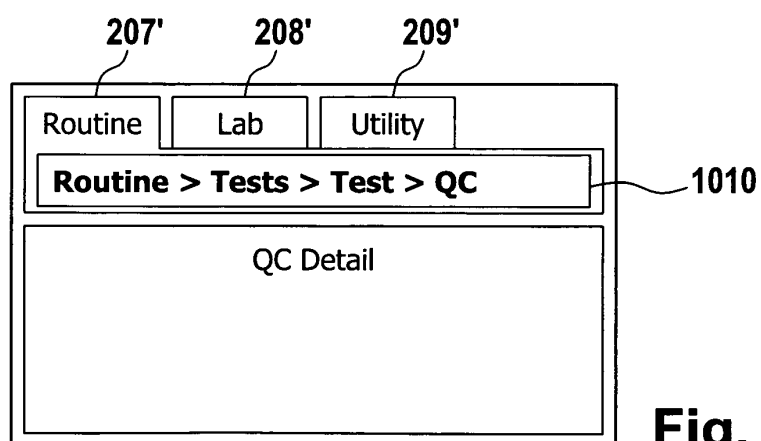 207' 208' 209'
Routine Lab Utility
Routine > Tests > Test > QC
1010
QC Detail
Fig.